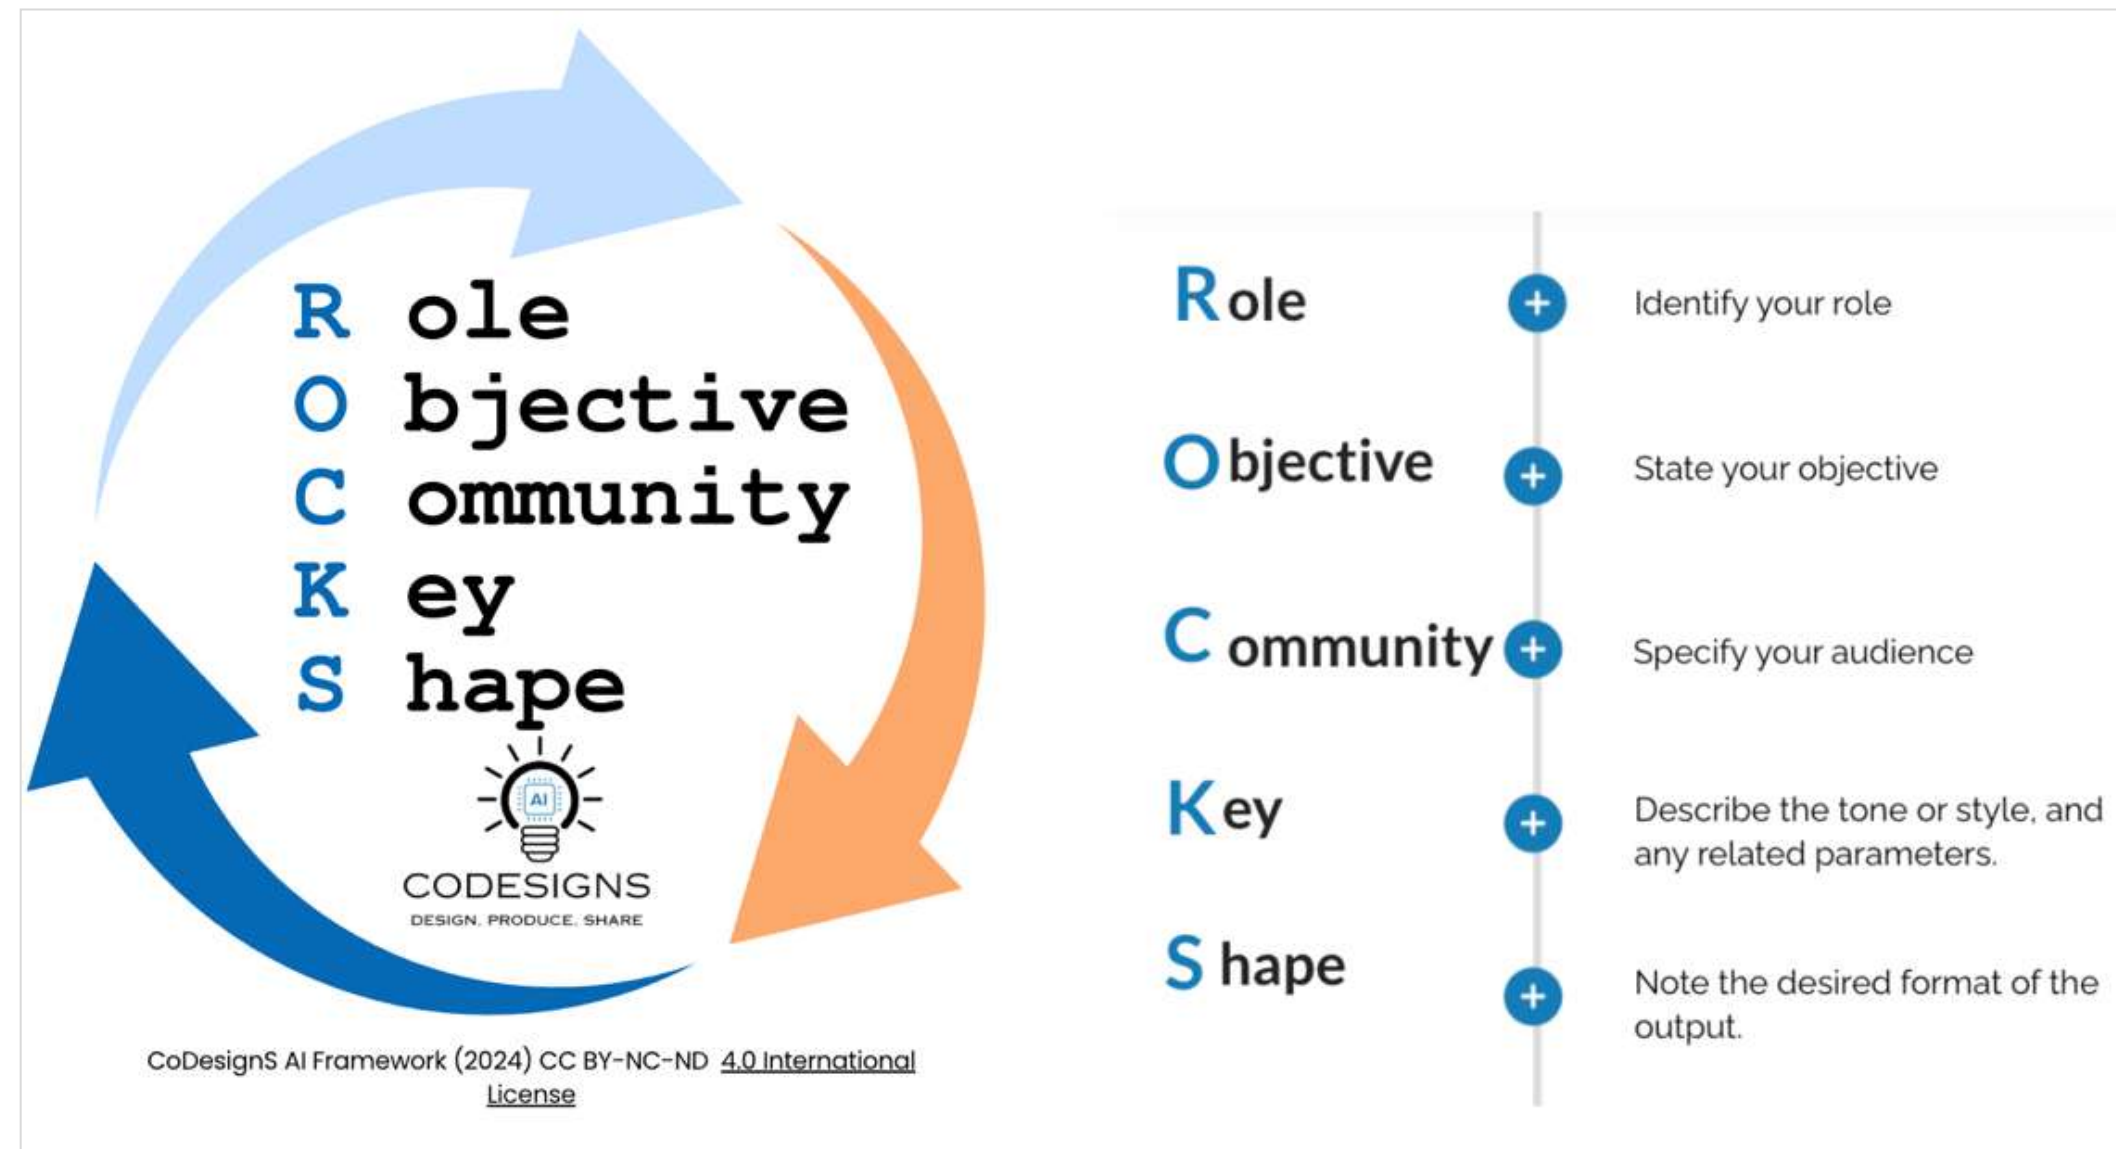 R ole
O bjective
C ommunity
K ey
S hape
AI
CODESIGNS
DESIGN. PRODUCE. SHARE
CoDesignS AI Framework (2024) CC BY-NC-ND 4.0 International
License
Role
Identify your role
Objective
State your objective
Community
Specify your audience
Key
Describe the tone or style, and
any related parameters.
Shape
Note the desired format of the
output.